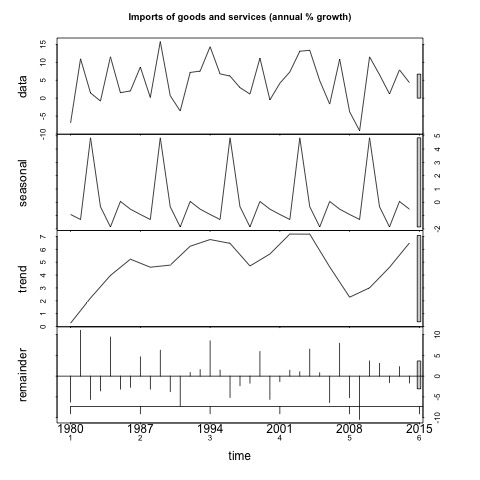 Imports of goods and services (annual % growth)
data
-10 -5 0 5 10 15
seasonal
-2 0 1 2 3 4 5
trend
0 1 2 3 4 5 6 7
remainder
-10 -5 0 5 10
1980 1987 1994 2001 2008 2015
1 2 3 4 5 6
time